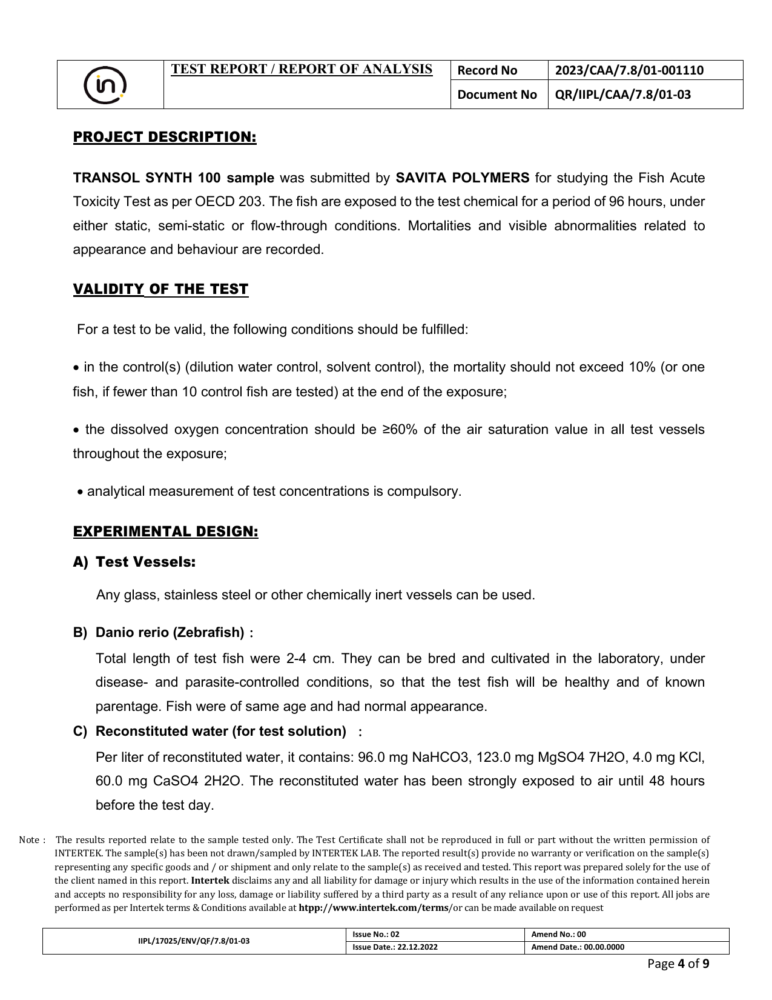 in
TEST REPORT / REPORT OF ANALYSIS
Record No
2023/CAA/7.8/01-001110
Document No
QR/IIPL/CAA/7.8/01-03
PROJECT DESCRIPTION:
TRANSOL SYNTH 100 sample was submitted by SAVITA POLYMERS for studying the Fish Acute
Toxicity Test as per OECD 203. The fish are exposed to the test chemical for a period of 96 hours, under
either static, semi-static or flow-through conditions. Mortalities and visible abnormalities related to
appearance and behaviour are recorded.
VALIDITY OF THE TEST
For a test to be valid, the following conditions should be fulfilled:
• in the control(s) (dilution water control, solvent control), the mortality should not exceed 10% (or one
fish, if fewer than 10 control fish are tested) at the end of the exposure;
• the dissolved oxygen concentration should be ≥60% of the air saturation value in all test vessels
throughout the exposure;
• analytical measurement of test concentrations is compulsory.
EXPERIMENTAL DESIGN:
A) Test Vessels:
Any glass, stainless steel or other chemically inert vessels can be used.
B) Danio rerio (Zebrafish) :
Total length of test fish were 2-4 cm. They can be bred and cultivated in the laboratory, under
disease- and parasite-controlled conditions, so that the test fish will be healthy and of known
parentage. Fish were of same age and had normal appearance.
C) Reconstituted water (for test solution) :
Per liter of reconstituted water, it contains: 96.0 mg NaHCO3, 123.0 mg MgSO4 7H2O, 4.0 mg KCl,
60.0 mg CaSO4 2H2O. The reconstituted water has been strongly exposed to air until 48 hours
before the test day.
Note : The results reported relate to the sample tested only. The Test Certificate shall not be reproduced in full or part without the written permission of
INTERTEK. The sample(s) has been not drawn/sampled by INTERTEK LAB. The reported result(s) provide no warranty or verification on the sample(s)
representing any specific goods and / or shipment and only relate to the sample(s) as received and tested. This report was prepared solely for the use of
the client named in this report. Intertek disclaims any and all liability for damage or injury which results in the use of the information contained herein
and accepts no responsibility for any loss, damage or liability suffered by a third party as a result of any reliance upon or use of this report. All jobs are
performed as per Intertek terms & Conditions available at htpp://www.intertek.com/terms/or can be made available on request
IIPL/17025/ENV/QF/7.8/01-03
Issue No.: 02
Amend No.: 00
Issue Date.: 22.12.2022
Amend Date.: 00.00.0000
Page 4 of 9